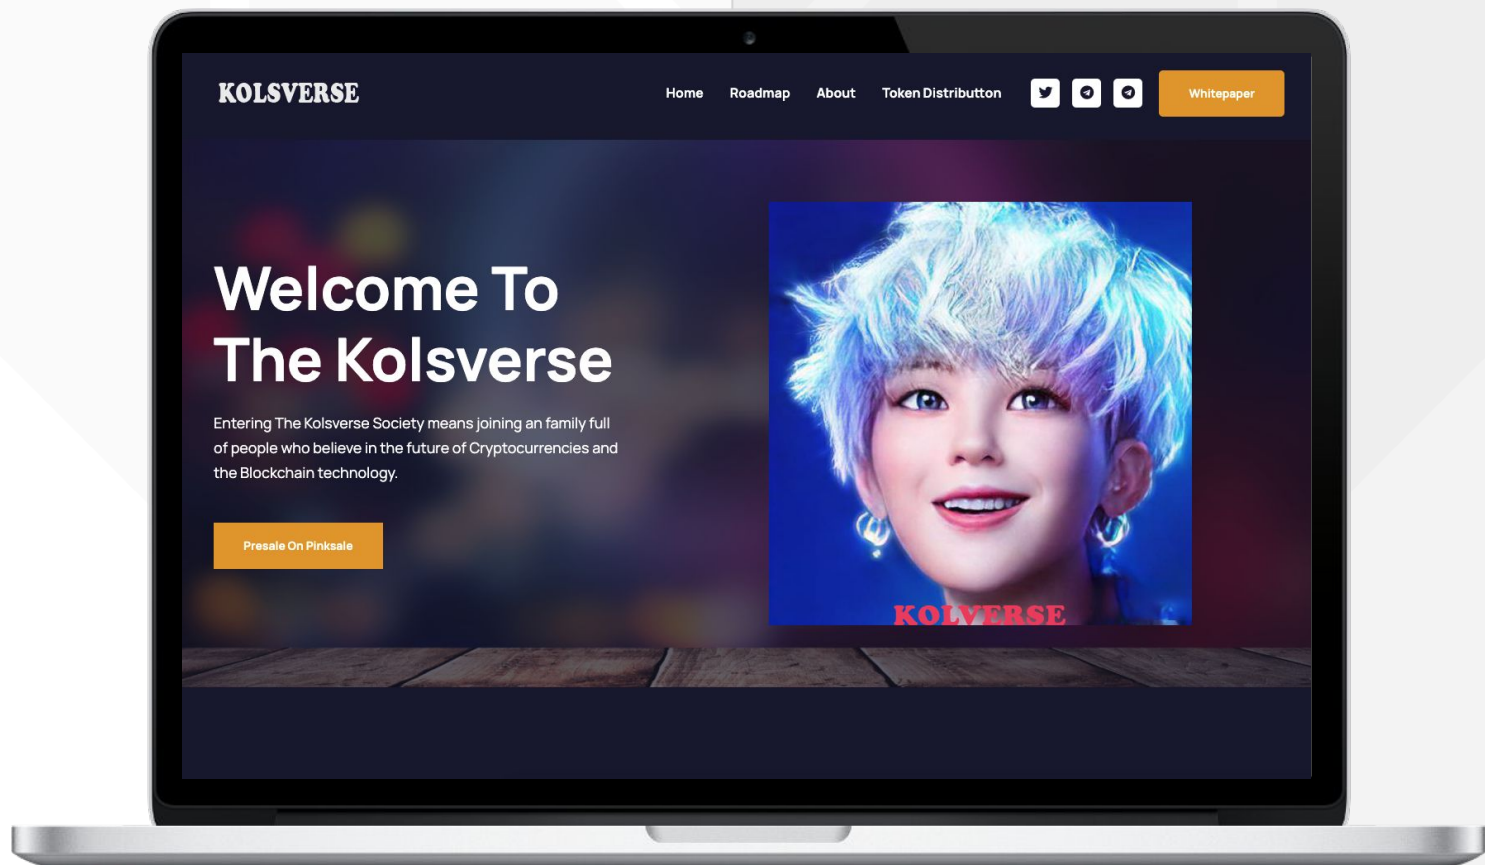 KOLSVERSE
Home Roadmap About Token Distributton
Whitepaper
Welcome To
The Kolsverse
Entering The Kolsverse Society means joining an family full
of people who believe in the future of Cryptocurrencies and
the Blockchain technology.
Presale On Pinksale
KOLVERSE